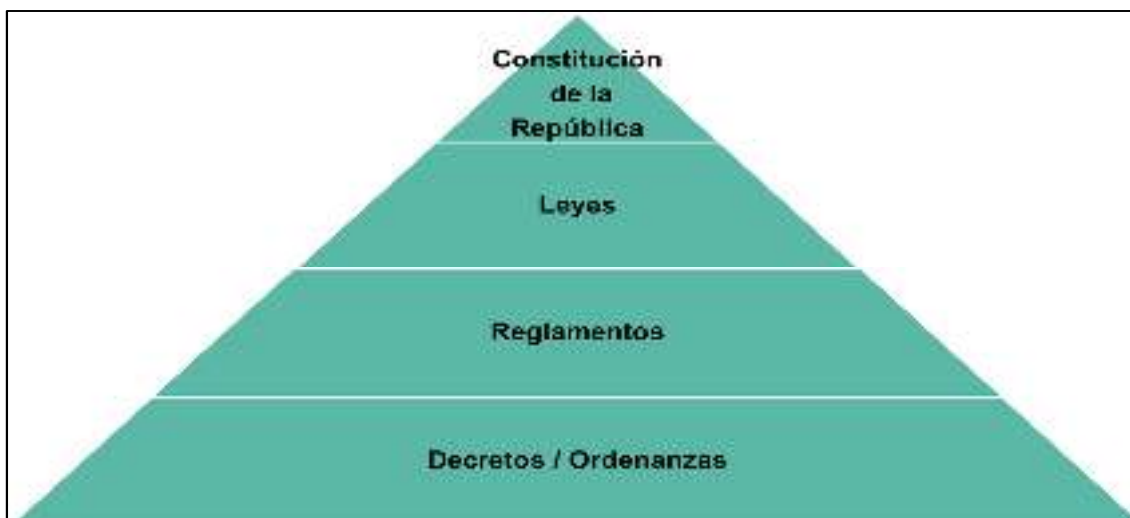 Constitución
de la
República
Leyes
Reglamentos
Decretos / Ordenanzas